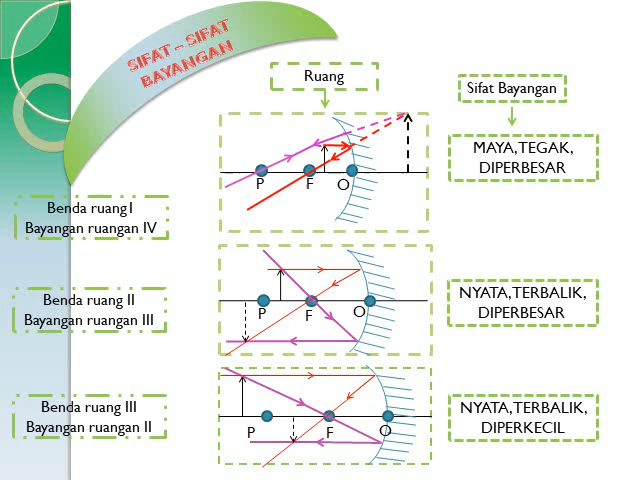 SIFAT – SIFAT
BAYANGAN
Ruang
Sifat Bayangan
P
F
O
MAYA, TEGAK,
DIPERBESAR
Benda ruang I
Bayangan ruangan IV
P
F
O
Benda ruang II
Bayangan ruangan III
NYATA, TERBALIK,
DIPERBESAR
P
F
O
Benda ruang III
Bayangan ruangan II
NYATA, TERBALIK,
DIPERKECIL